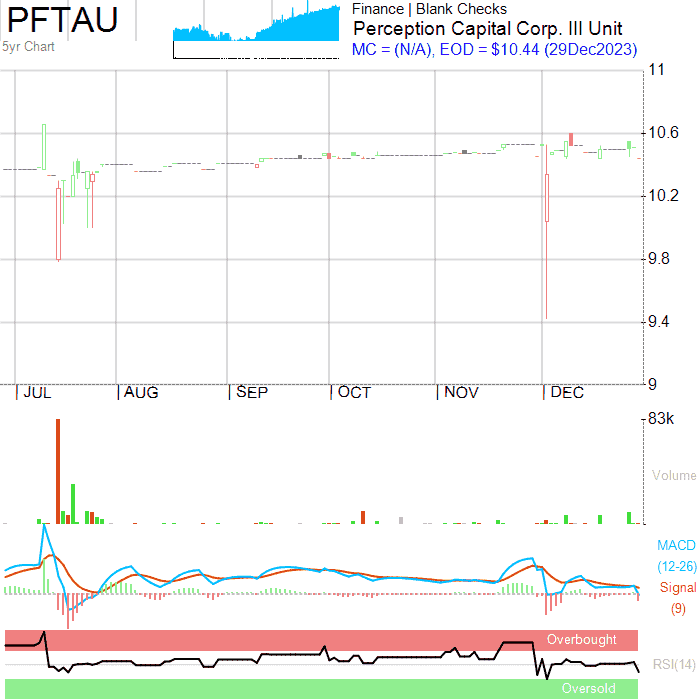 PFTAU
5yr Chart
Finance | Blank Checks
Perception Capital Corp. III Unit
MC = (N/A), EOD = $10.44 (29Dec2023)
11
10.6
10.2
9.8
9.4
9
JUL AUG SEP OCT NOV DEC
83k
Volume
MACD
(12-26)
Signal
(9)
Overbought
RSI(14)
Oversold